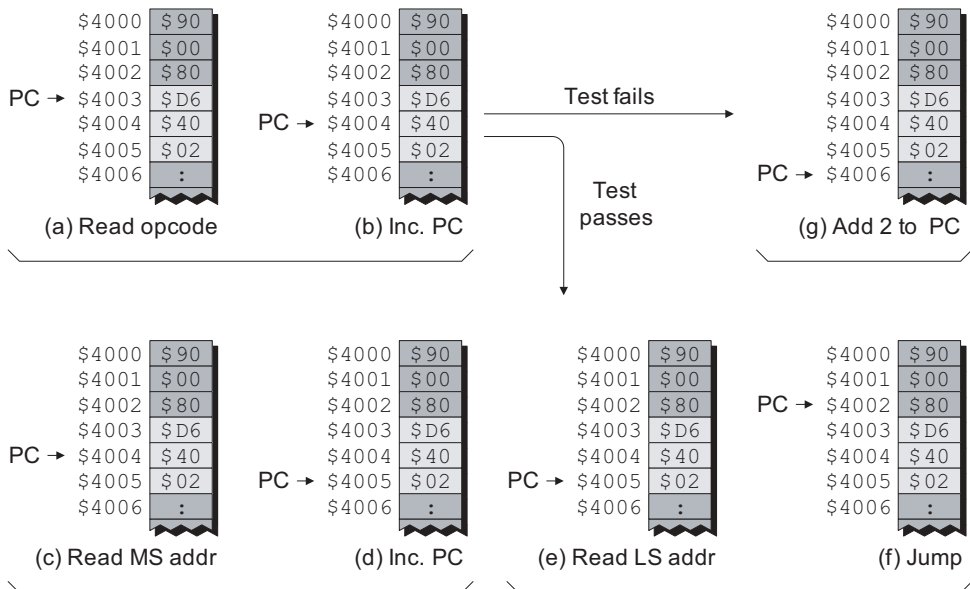 $4000 $90
$4001 $00
$4002 $80
PC → $4003 $D6
$4004 $40
$4005 $02
$4006 :
(a) Read opcode
$4000 $90
$4001 $00
$4002 $80
$4003 $D6
PC → $4004 $40
$4005 $02
$4006 :
(b) Inc. PC
Test fails
Test
passes
$4000 $90
$4001 $00
$4002 $80
$4003 $D6
$4004 $40
$4005 $02
PC → $4006 :
(g) Add 2 to PC
$4000 $90
$4001 $00
$4002 $80
$4003 $D6
PC → $4004 $40
$4005 $02
$4006 :
(c) Read MS addr
$4000 $90
$4001 $00
$4002 $80
$4003 $D6
$4004 $40
PC → $4005 $02
$4006 :
(d) Inc. PC
$4000 $90
$4001 $00
$4002 $80
$4003 $D6
$4004 $40
PC → $4005 $02
$4006 :
(e) Read LS addr
$4000 $90
$4001 $00
PC → $4002 $80
$4003 $D6
$4004 $40
$4005 $02
$4006 :
(f) Jump